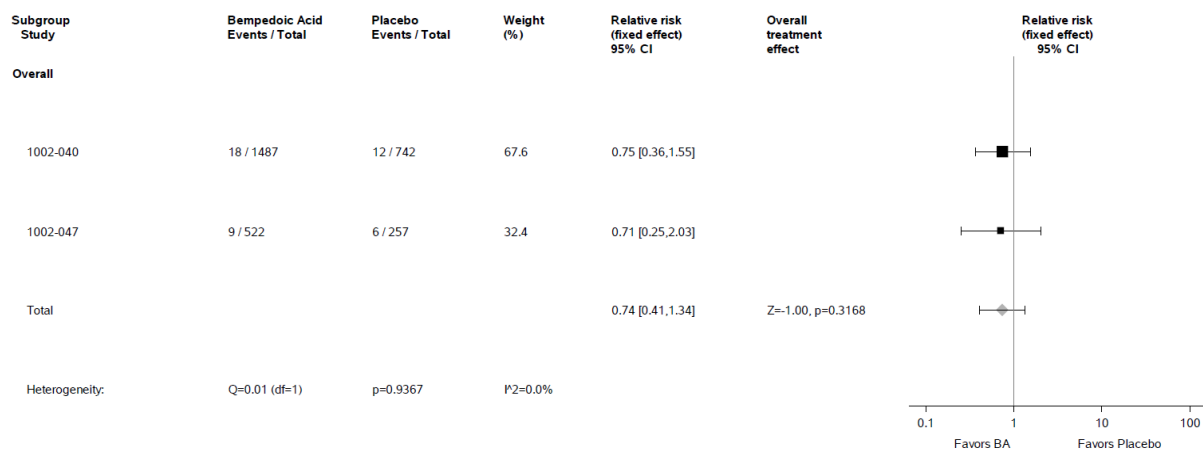 Subgroup Bempedoic Acid Placebo Weight Relative risk Overall Relative risk
Study Events / Total Events / Total (%) (fixed effect) treatment (fixed effect)
95% CI effect 95% CI
Overall
1002-040 18 / 1487 12 / 742 67.6 0.75 [0.36,1.55]
1002-047 9 / 522 6 / 257 32.4 0.71 [0.25,2.03]
Total 0.74 [0.41,1.34] Z=-1.00, p=0.3168
Heterogeneity: Q=0.01 (df=1) p=0.9367 I^2=0.0%
0.1 1 10 100
Favors BA Favors Placebo